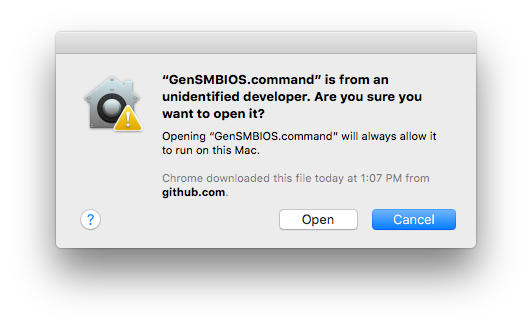 “GenSMBIOS.command” is from an
unidentified developer. Are you sure you
want to open it?
Opening “GenSMBIOS.command” will always allow it
to run on this Mac.
Chrome downloaded this file today at 1:07 PM from
github.com.
?
Open
Cancel